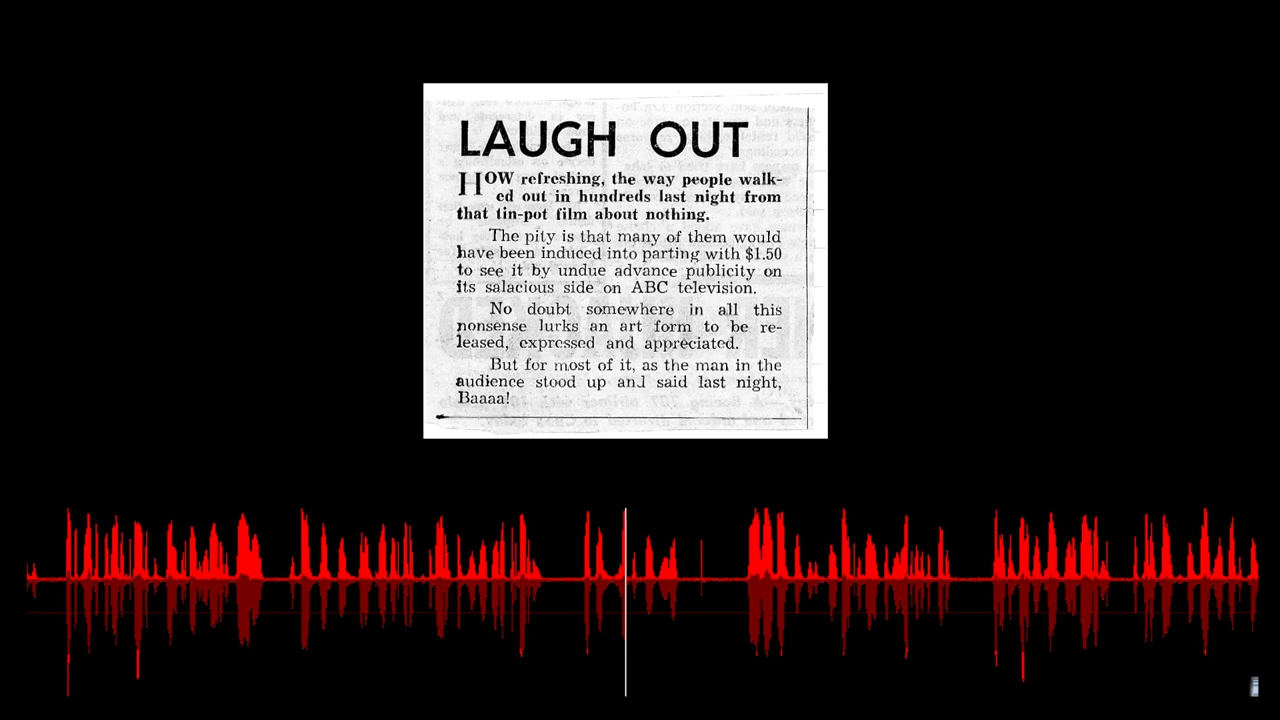 LAUGH OUT
HOW refreshing, the way people walk-
ed out in hundreds last night from
that tin-pot film about nothing.
The pity is that many of them would
have been induced into parting with $1.50
to see it by undue advance publicity on
its salacious side on ABC television.
No doubt somewhere in all this
nonsense lurks an art form to be re-
leased, expressed and appreciated.
But for most of it, as the man in the
audience stood up and said last night,
Baaaa!